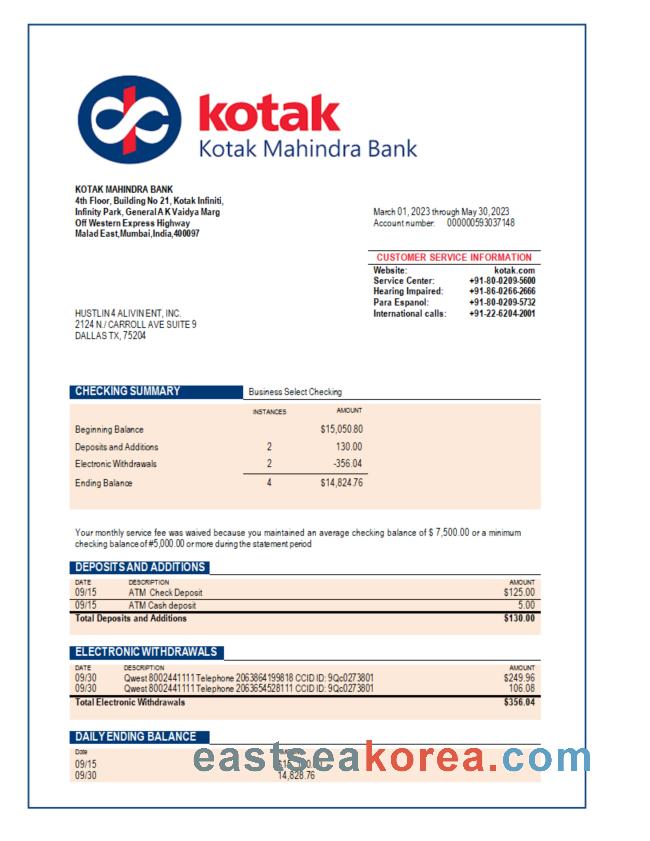 kotak
Kotak Mahindra Bank
KOTAK MAHINDRA BANK
4th Floor, Building No 21, Kotak Infiniti,
Infinity Park, General A K Vaidya Marg
Off Western Express Highway
Malad East,Mumbai,India,400097
March 01, 2023 through May 30,2023
Account number: 000000593037148
CUSTOMER SERVICE INFORMATION
Website: kotak.com
Service Center: +91-80-0209-5600
Hearing Impaired: +91-86-0266-2666
Para Espanol: +91-80-0209-5732
International calls: +91-22-6204-2001
HUSTLIN 4 ALIVIN ENT, INC.
2124 N./ CARROLL AVE SUITE 9
DALLAS TX, 75204
CHECKING SUMMARY Business Select Checking
INSTANCES AMOUNT
Beginning Balance $15,050.80
Deposits and Additions 2 130.00
Electronic Withdrawals 2 -356.04
Ending Balance 4 $14,824.76
Your monthly service fee was waived because you maintained an average checking balance of $ 7,500.00 or a minimum
checking balance of #5,000.00 or more during the statement period
DEPOSITS AND ADDITIONS
DATE DESCRIPTION AMOUNT
09/15 ATM Check Deposit $125.00
09/15 ATM Cash deposit 5.00
Total Deposits and Additions $130.00
ELECTRONIC WITHDRAWALS
DATE DESCRIPTION AMOUNT
09/30 Qwest 8002441111 Telephone 2063864199818 CCID ID: 9Qc0273801 $249.96
09/30 Qwest 8002441111 Telephone 2063654528111 CCID ID: 9Qc0273801 106.08
Total Electronic Withdrawals $356.04
DAILY ENDING BALANCE
Date
09/15
09/30 14,828.76
eastseakorea.com